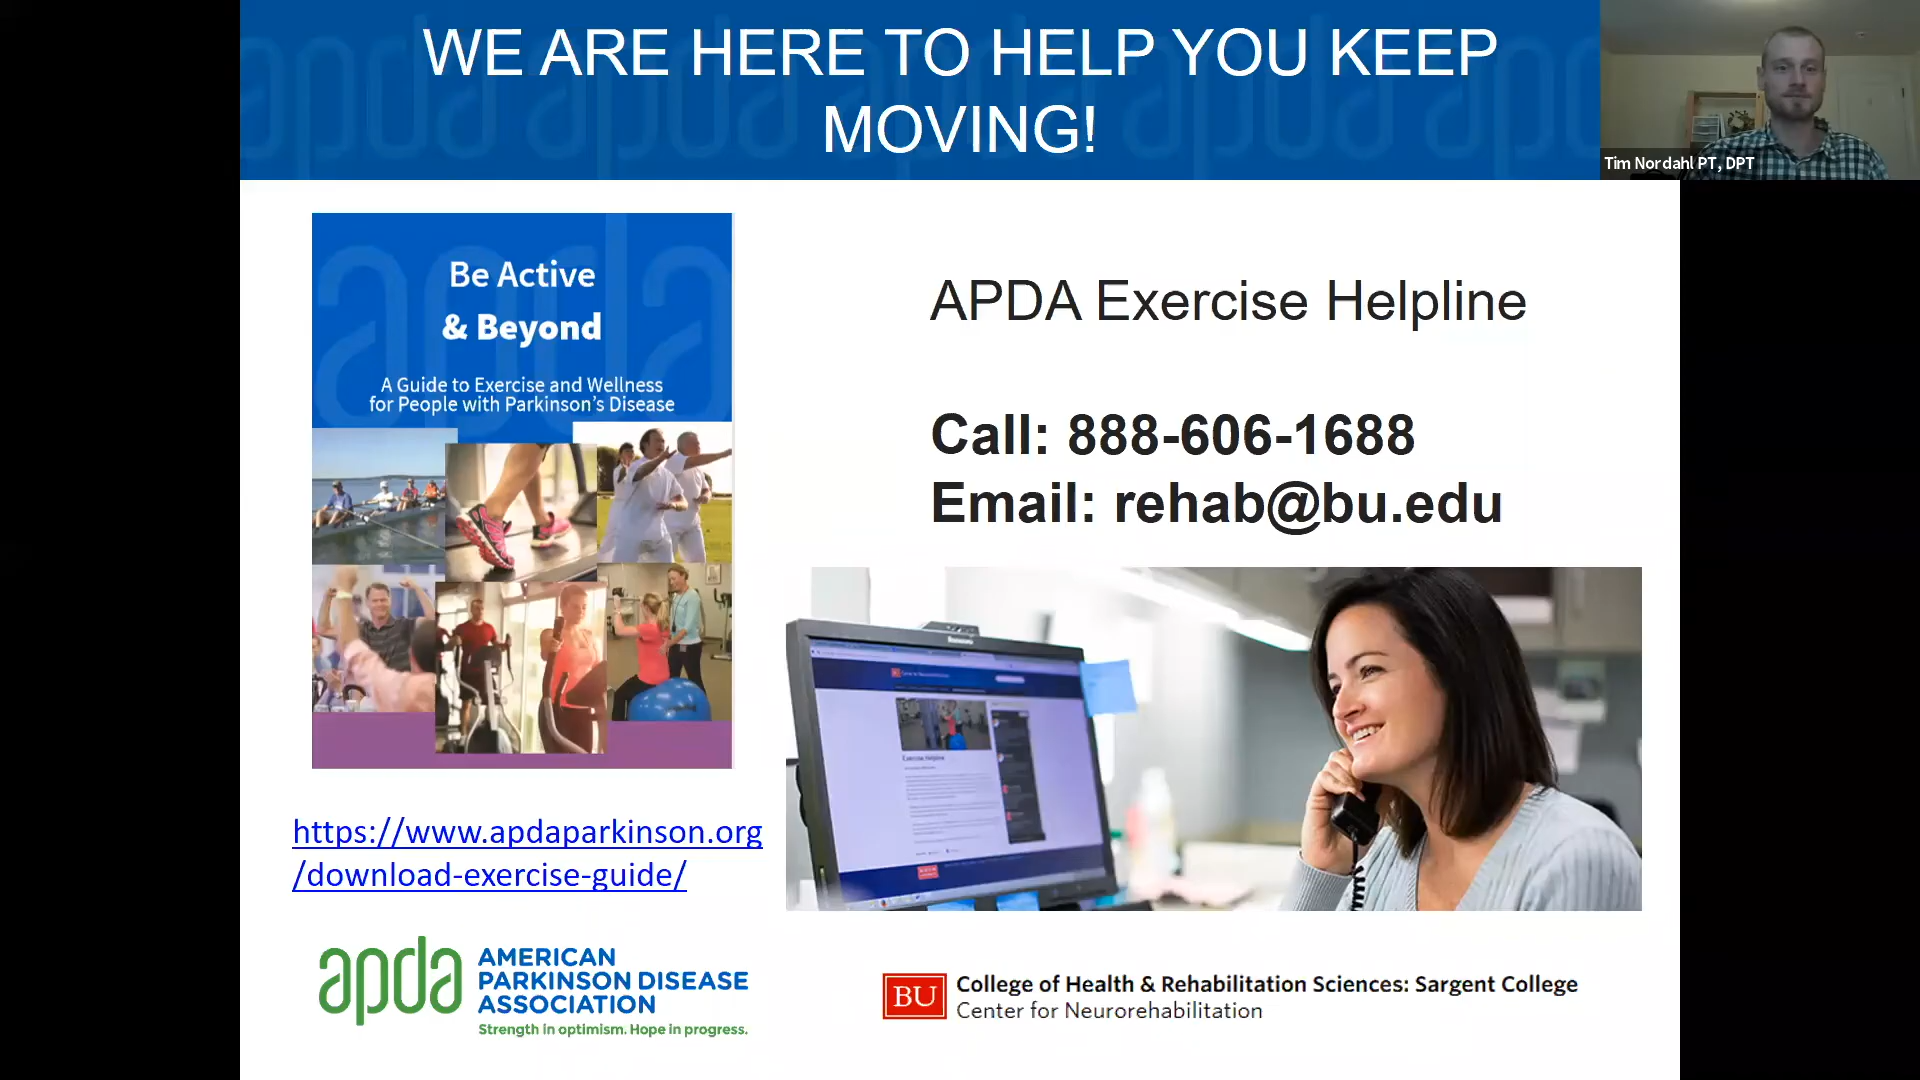 WE ARE HERE TO HELP YOU KEEP
MOVING!
Tim Nordahl PT, DPT
Be Active
& Beyond
A Guide to Exercise and Wellness
for People with Parkinson's Disease
APDA Exercise Helpline
Call: 888-606-1688
Email: rehab@bu.edu
Exercise Helpline
https://www.apdaparkinson.org
/download-exercise-guide/
apda
AMERICAN
PARKINSON DISEASE
ASSOCIATION
Strength in optimism. Hope in progress.
BU
College of Health & Rehabilitation Sciences: Sargent College
Center for Neurorehabilitation